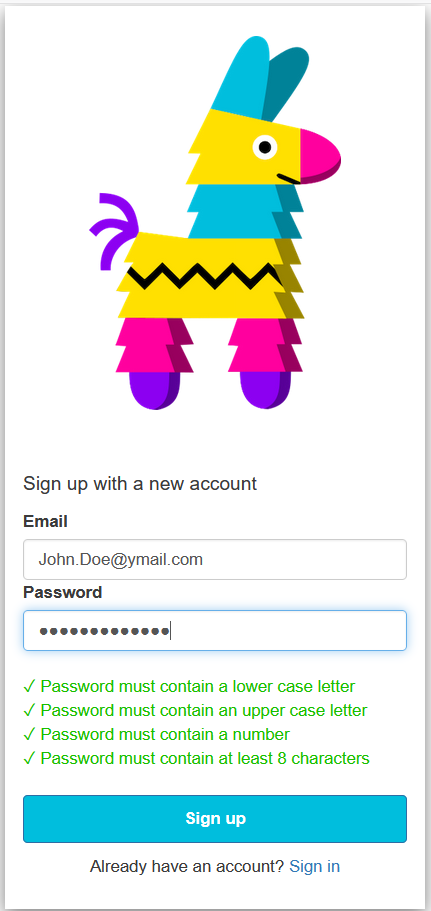 Sign up with a new account
Email
John.Doe@ymail.com
Password
●●●●●●●●●●●●●
✓ Password must contain a lower case letter
✓ Password must contain an upper case letter
✓ Password must contain a number
✓ Password must contain at least 8 characters
Sign up
Already have an account? Sign in